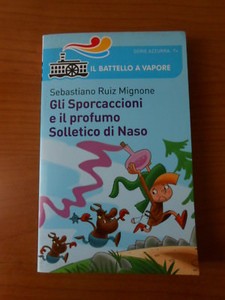 SERIE AZZURRA
IL BATTELLO A VAPORE
Sebastiano Ruiz Mignone
Gli Sporcaccioni
e il profumo
Solletico di Naso